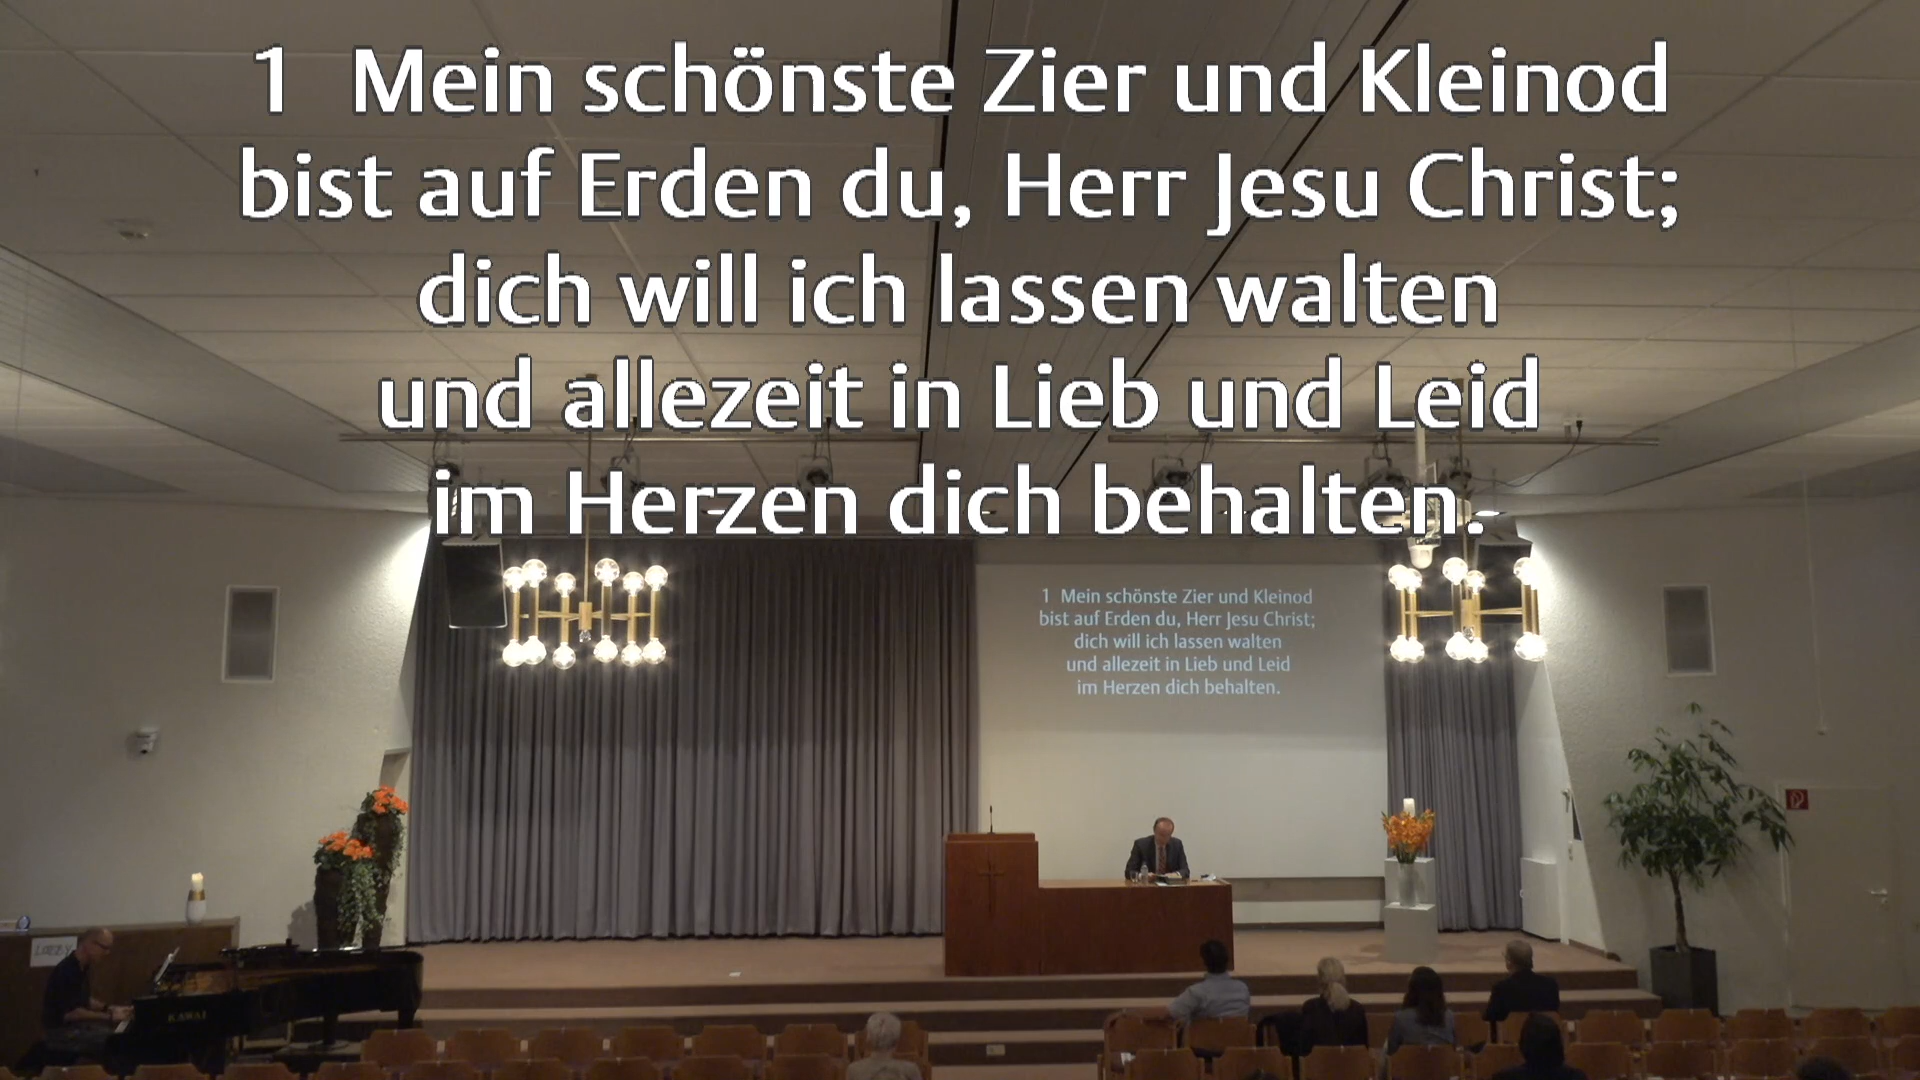 1 Mein schönste Zier und Kleinod
bist auf Erden du, Herr Jesu Christ;
dich will ich lassen walten
und allezeit in Lieb und Leid
im Herzen dich behalten.
1 Mein schönste Zier und Kleinod
bist auf Erden du, Herr Jesu Christ;
dich will ich lassen walten
und allezeit in Lieb und Leid
im Herzen dich behalten.
KAWAI